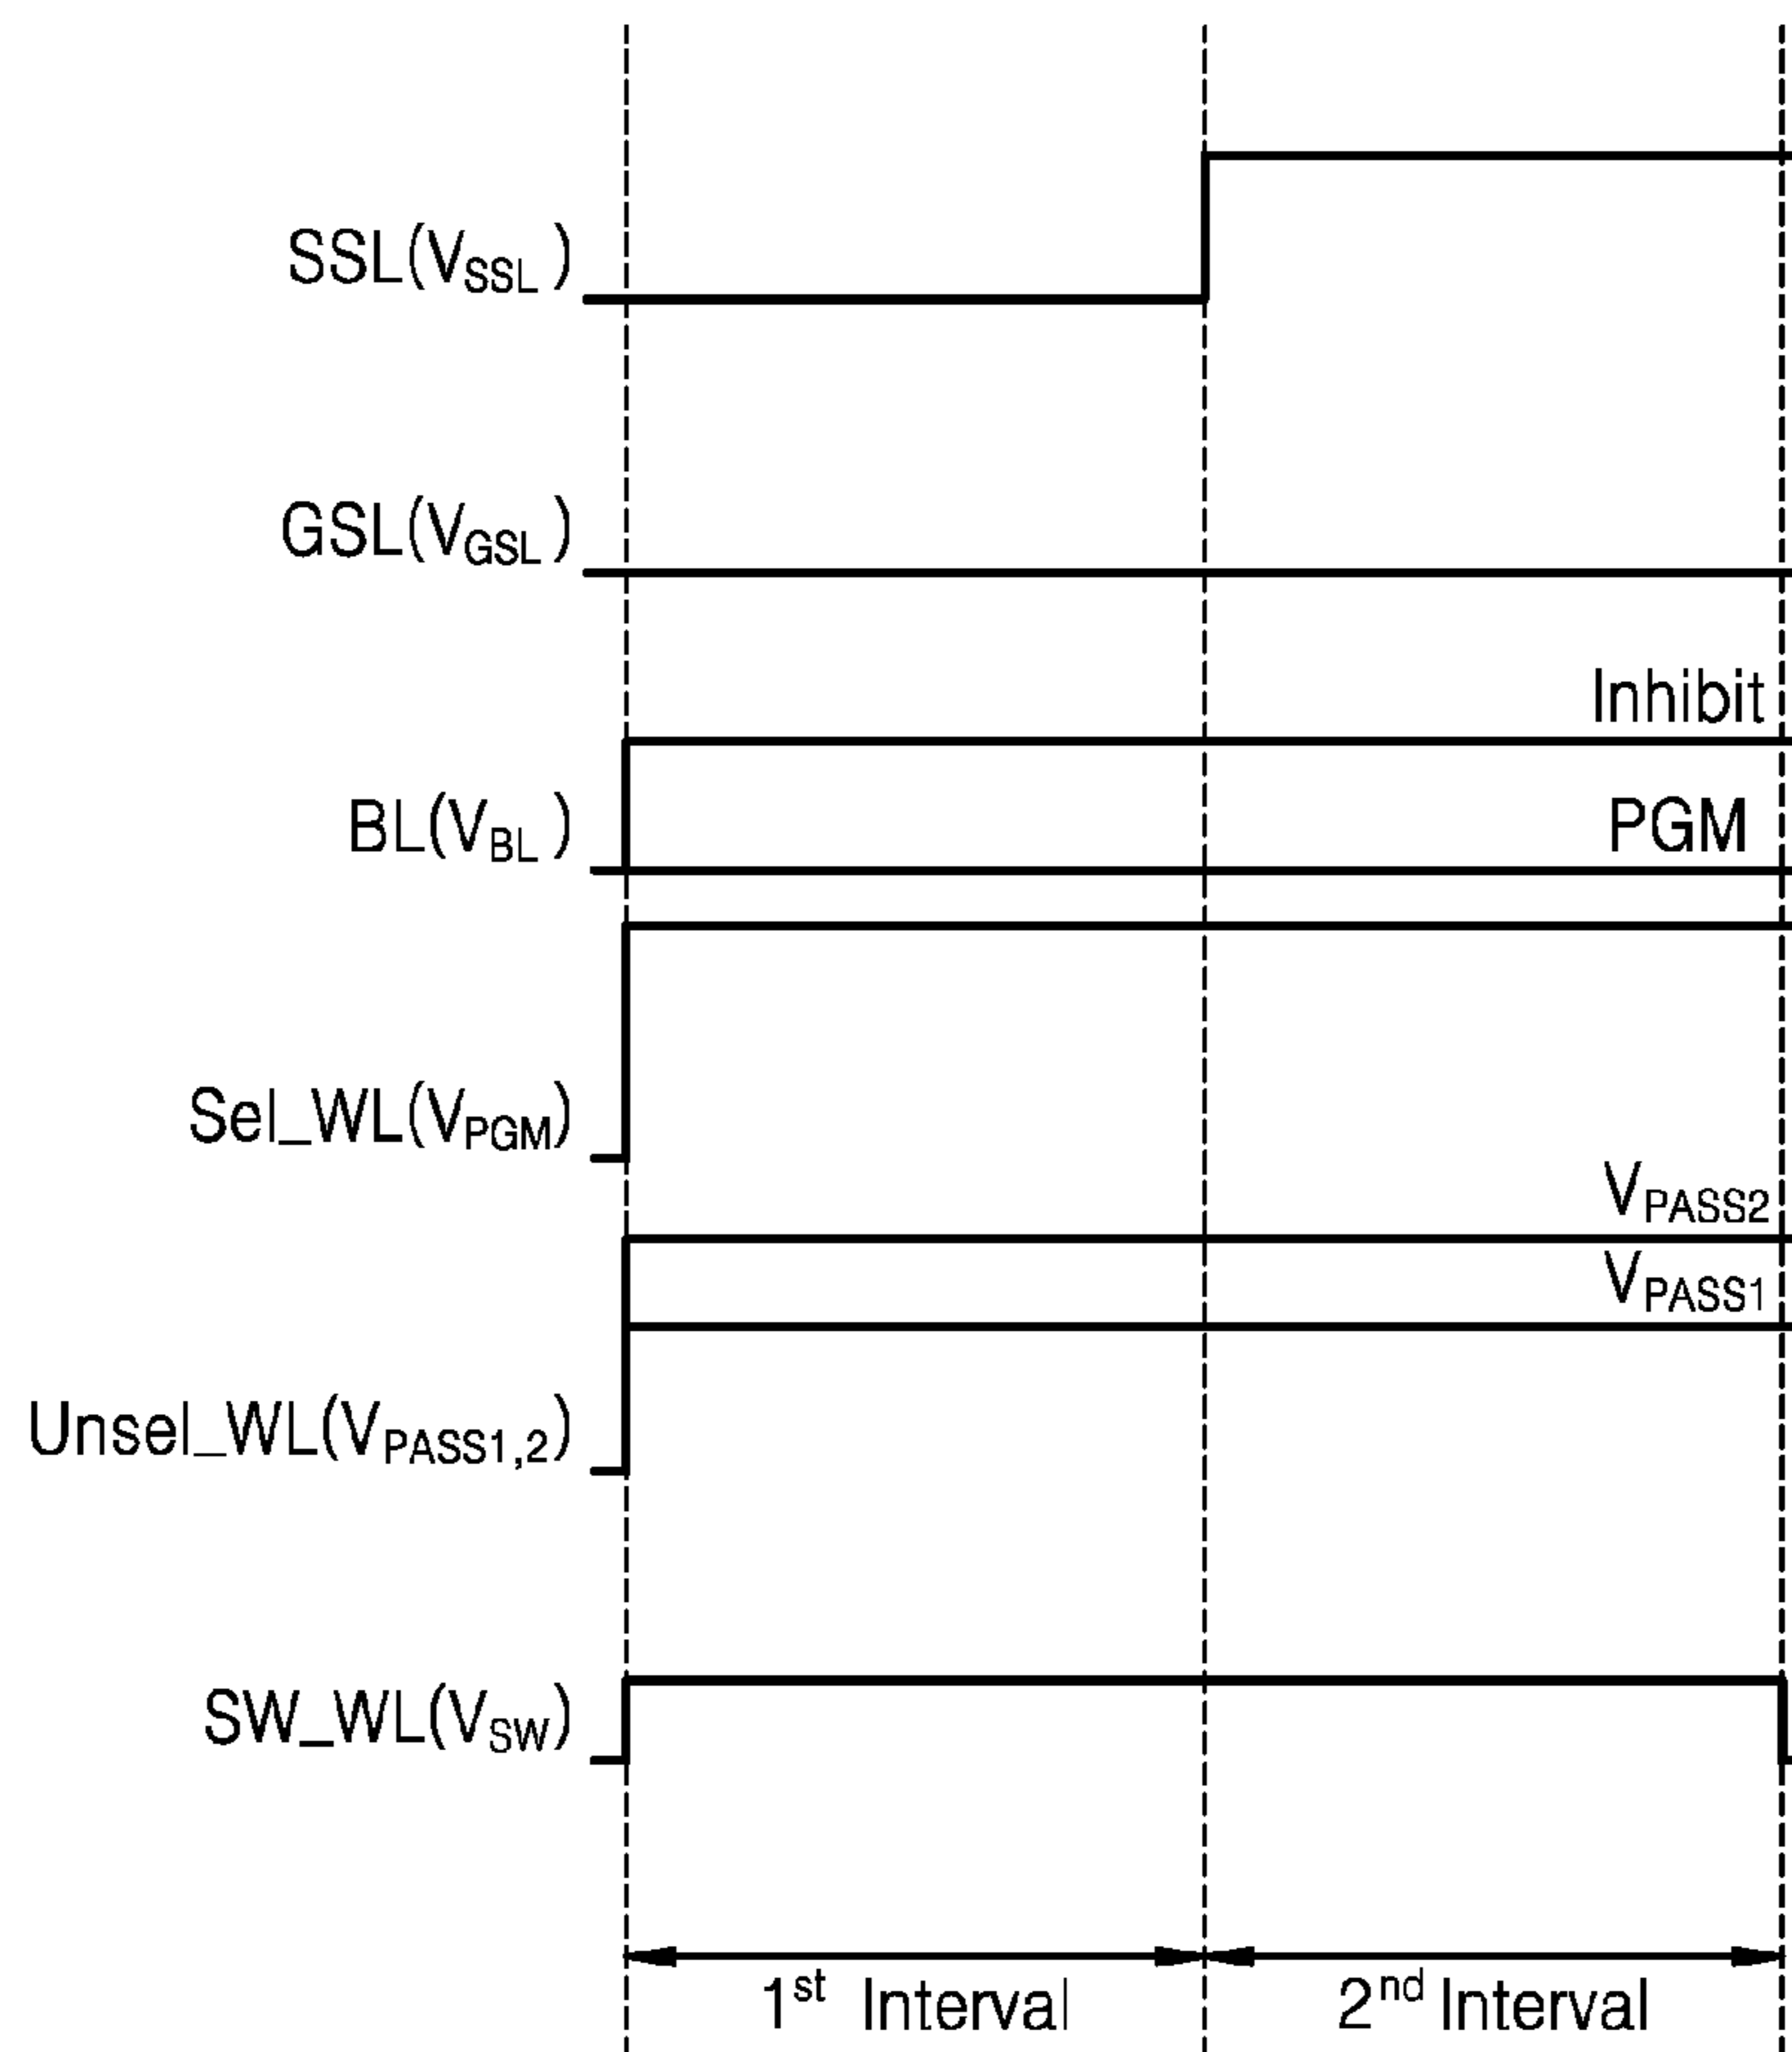 SSL(VSSL )
GSL(VGSL )
Inhibit
BL(VBL )
PGM
Sel_WL(VPGM)
VPASS2
VPASS1
Unsel_WL(VPASS1,2)
SW_WL(VSW)
1st Interval
2nd Interval